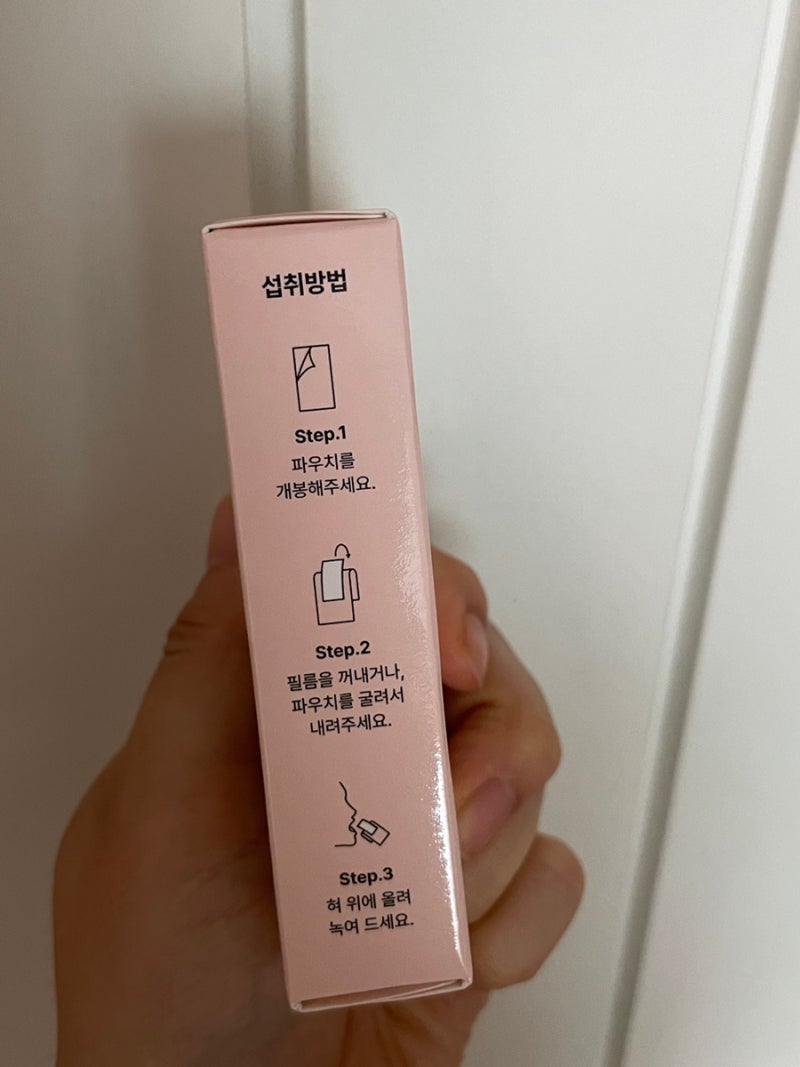 섭취방법
Step.1
파우치를
개봉해주세요.
Step.2
필름을 꺼내거나,
파우치를 굴려서
내려주세요.
Step.3
혀 위에 올려
녹여 드세요.